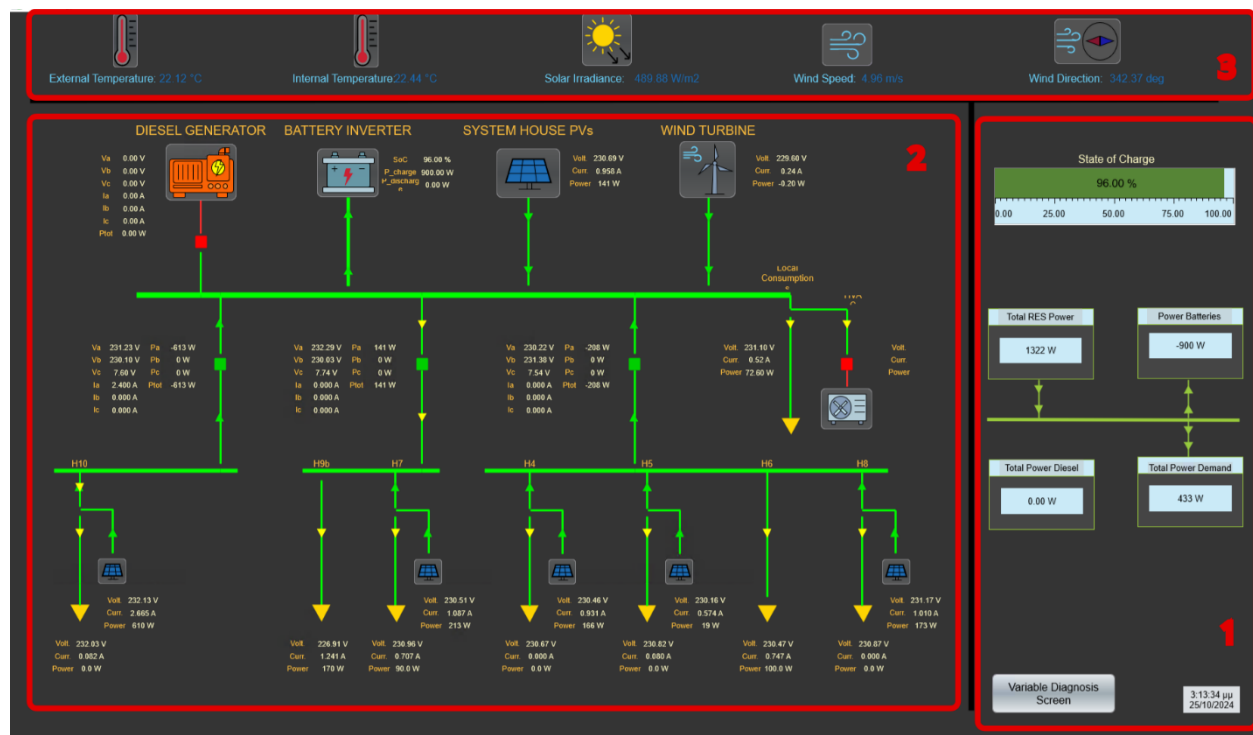 External Temperature: 22.12 °C
Internal Temperature:22.44 °C
Solar Irradiance: 489.88 W/m2
Wind Speed: 4.96 m/s
Wind Direction: 342.37 deg
3
DIESEL GENERATOR
BATTERY INVERTER
SYSTEM HOUSE PVs
WIND TURBINE
2
Va 0.00 V
Vb 0.00 V
Vc 0.00 V
Ia 0.00 A
Ib 0.00 A
Ic 0.00 A
Ptot 0.00 W
SoC 96.00 %
P_charge 900.00 W
P_discharg
e 0.00 W
Volt. 230.69 V
Curr. 0.958 A
Power 141 W
Volt. 229.60 V
Curr. 0.24 A
Power -0.20 W
Local
Consumption
Va 231.23 V Pa -613 W
Vb 230.10 V Pb 0 W
Vc 7.60 V Pc 0 W
Ia 2.400 A Ptot -613 W
Ib 0.000 A
Ic 0.000 A
Va 232.29 V Pa 141 W
Vb 230.03 V Pb 0 W
Vc 7.74 V Pc 0 W
Ia 0.000 A Ptot 141 W
Ib 0.000 A
Ic 0.000 A
Va 230.22 V Pa -208 W
Vb 231.38 V Pb 0 W
Vc 7.54 V Pc 0 W
Ia 0.000 A Ptot -208 W
Ib 0.000 A
Ic 0.000 A
Volt. 231.10 V
Curr. 0.52 A
Power 72.60 W
Volt.
Curr.
Power
H10
H9b
H7
H4
H5
H6
H8
Volt. 232.13 V
Curr. 2.665 A
Power 610 W
Volt. 230.51 V
Curr. 1.087 A
Power 213 W
Volt. 230.46 V
Curr. 0.931 A
Power 166 W
Volt. 230.16 V
Curr. 0.574 A
Power 19 W
Volt. 231.17 V
Curr. 1.010 A
Power 173 W
Volt. 232.03 V
Curr. 0.082 A
Power 0.0 W
Volt 226.91 V
Curr. 1.241 A
Power 170 W
Volt. 230.96 V
Curr. 0.707 A
Power 90.0 W
Volt. 230.67 V
Curr. 0.000 A
Power 0.0 W
Volt. 230.82 V
Curr. 0.080 A
Power 0.0 W
Volt. 230.47 V
Curr. 0.747 A
Power 100.0 W
Volt. 230.87 V
Curr. 0.000 A
Power 0.0 W
State of Charge
96.00 %
0.00 25.00 50.00 75.00 100.00
Total RES Power
1322 W
Power Batteries
-900 W
Total Power Diesel
0.00 W
Total Power Demand
433 W
1
Variable Diagnosis
Screen
3:13:34 μμ
25/10/2024